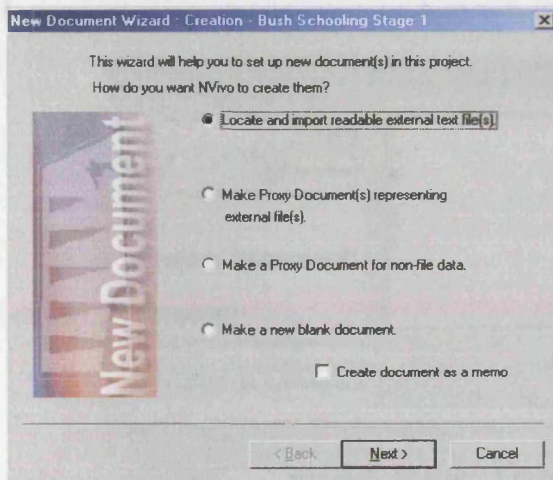 New Document Wizard : Creation - Bush Schooling Stage 1
This wizard will help you to set up new document(s) in this project.
How do you want NVivo to create them?
Locate and import readable external text file(s).
Make Proxy Document(s) representing
external file(s).
Make a Proxy Document for non-file data.
Make a new blank document.
Create document as a memo
New Document
< Back
Next >
Cancel